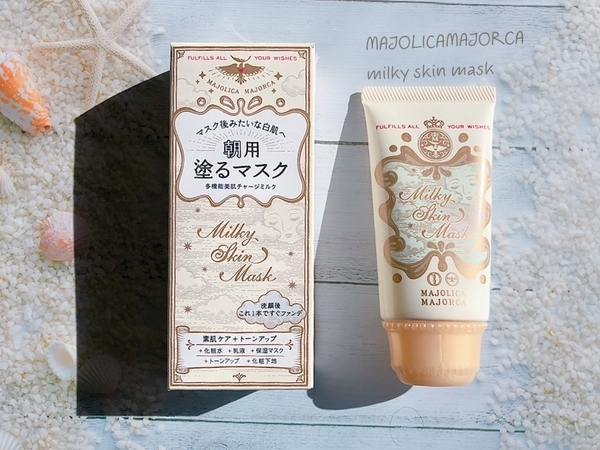 MAJOLICAMAJORCA
milky skin mask
FULFILLS ALL YOUR WISHES
MAJOLICA MAJORCA
マスク後みたいな白肌へ
朝用
塗るマスク
多機能美肌チャージミルク
Milky
Skin
Mask
洗顔後
これ1本ですぐファンデ
素肌ケア+トーンアップ
+化粧水 +乳液 +保湿マスク
+トーンアップ +化粧下地
FULFILLS ALL YOUR WISHES
Milky
Skin
Mask
MAJOLICA
MAJORCA